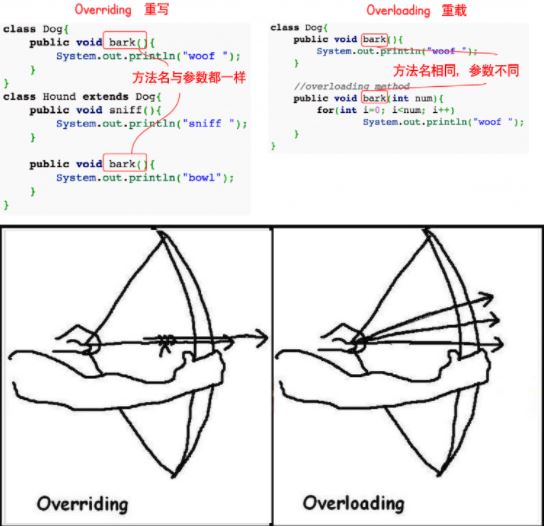 Overriding 重写
class Dog{
    public void bark(){
        System.out.println("woof ");
    }
}
方法名与参数都一样
class Hound extends Dog{
    public void sniff(){
        System.out.println("sniff ");
    }

    public void bark(){
        System.out.println("bowl");
    }
}
Overloading 重载
class Dog{
    public void bark(){
        System.out.println("woof ");
    }
方法名相同，参数不同
    //overloading method
    public void bark(int num){
        for(int i=0; i<num; i++)
            System.out.println("woof ");
    }
}
Overriding
Overloading